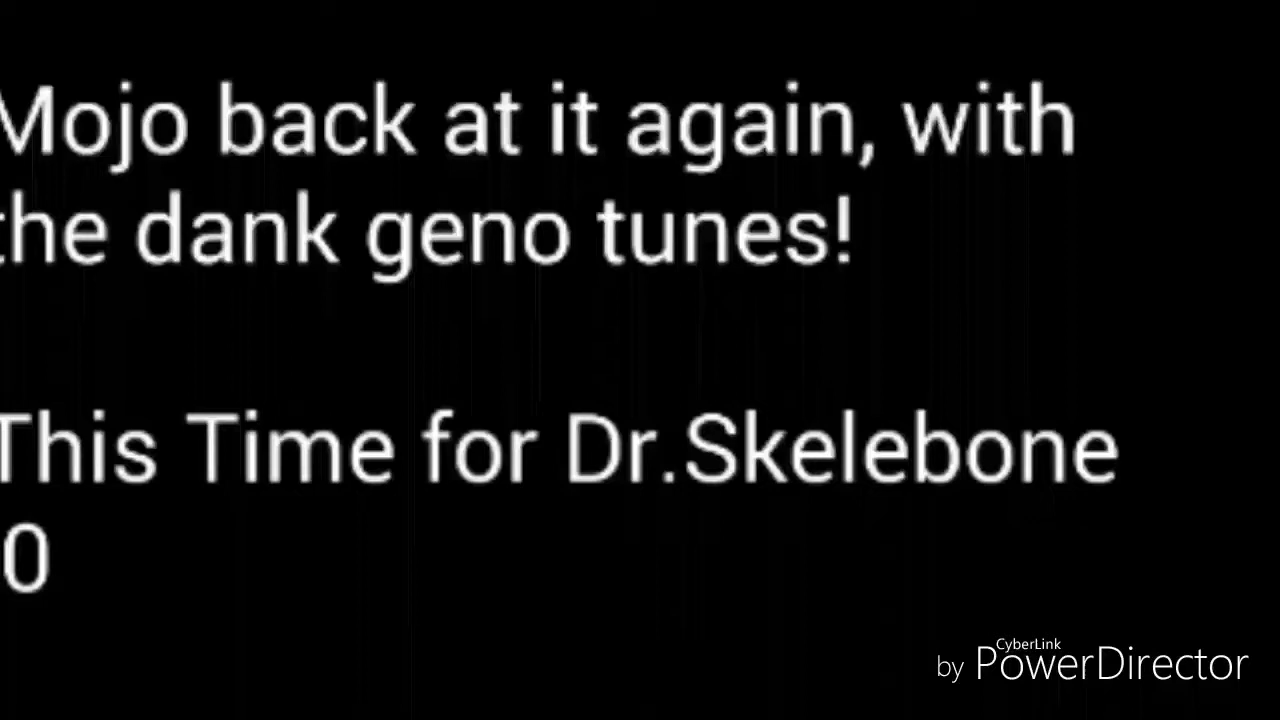 Mojo back at it again, with
the dank geno tunes!
This Time for Dr.Skelebone
0
CyberLink
by PowerDirector